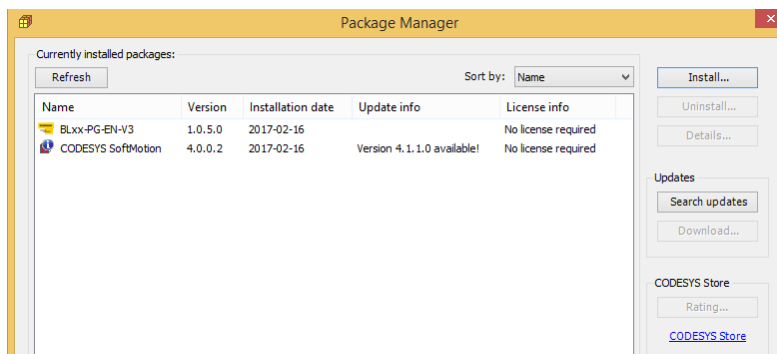 Package Manager
Currently installed packages:
Refresh
Sort by: Name
Name Version Installation date Update info License info
BLxx-PG-EN-V3 1.0.5.0 2017-02-16 No license required
CODESYS SoftMotion 4.0.0.2 2017-02-16 Version 4.1.1.0 available! No license required
Install...
Uninstall...
Details...
Updates
Search updates
Download...
CODESYS Store
Rating...
CODESYS Store